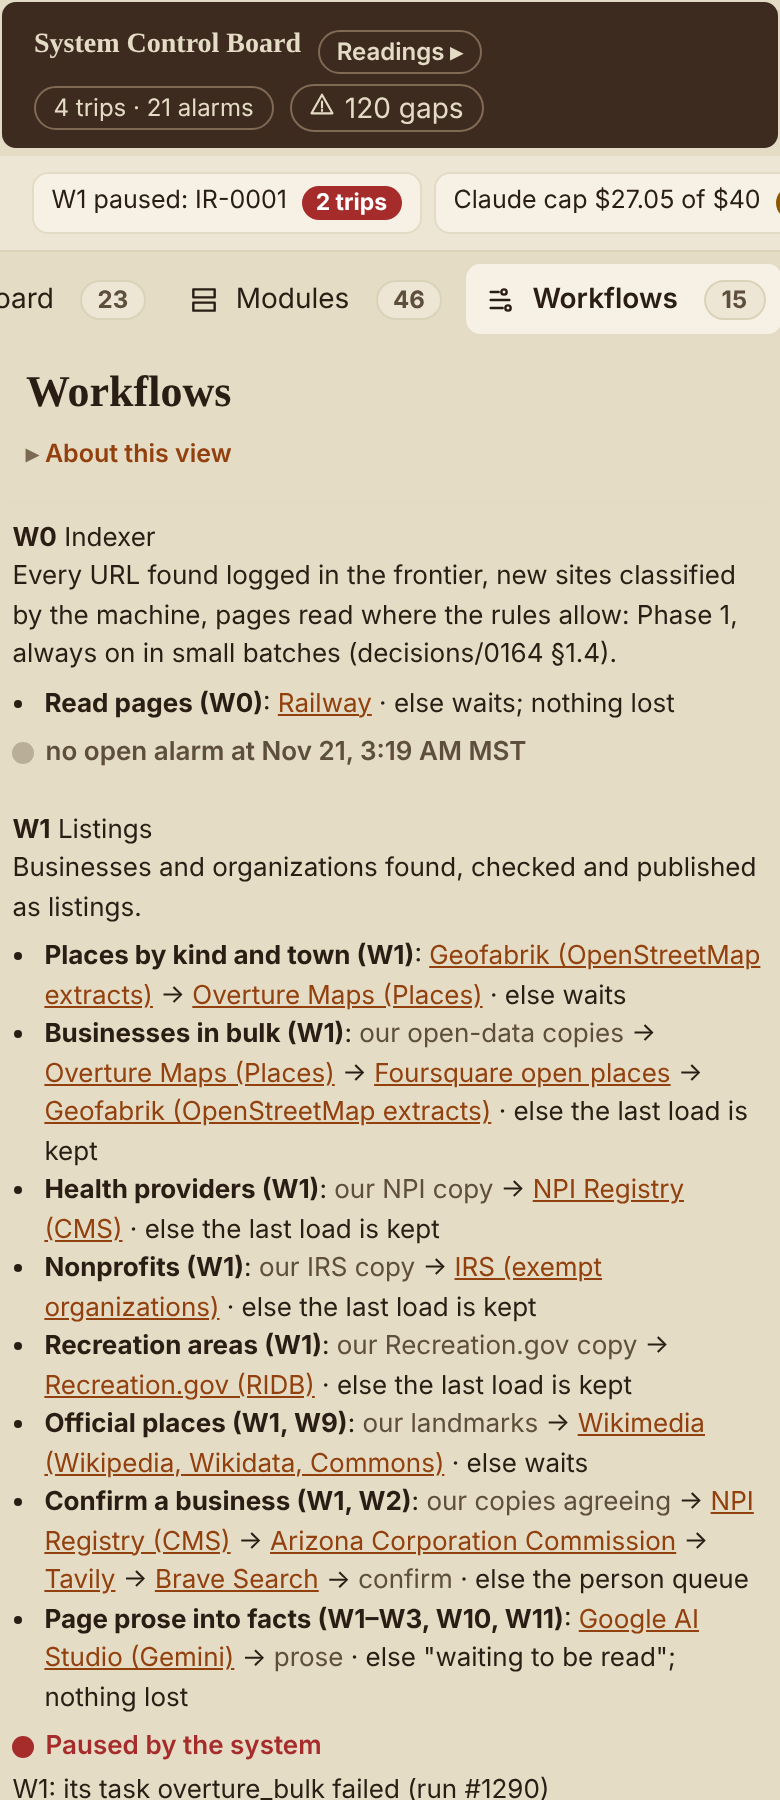 System Control Board
Readings ▸
4 trips · 21 alarms
⚠ 120 gaps
W1 paused: IR-0001 2 trips
Claude cap $27.05 of $40
oard 23
Modules 46
Workflows 15
Workflows
▸ About this view
W0 Indexer
Every URL found logged in the frontier, new sites classified
by the machine, pages read where the rules allow: Phase 1,
always on in small batches (decisions/0164 §1.4).
• Read pages (W0): Railway · else waits; nothing lost
no open alarm at Nov 21, 3:19 AM MST
W1 Listings
Businesses and organizations found, checked and published
as listings.
• Places by kind and town (W1): Geofabrik (OpenStreetMap
extracts) → Overture Maps (Places) · else waits
• Businesses in bulk (W1): our open-data copies →
Overture Maps (Places) → Foursquare open places →
Geofabrik (OpenStreetMap extracts) · else the last load is
kept
• Health providers (W1): our NPI copy → NPI Registry
(CMS) · else the last load is kept
• Nonprofits (W1): our IRS copy → IRS (exempt
organizations) · else the last load is kept
• Recreation areas (W1): our Recreation.gov copy →
Recreation.gov (RIDB) · else the last load is kept
• Official places (W1, W9): our landmarks → Wikimedia
(Wikipedia, Wikidata, Commons) · else waits
• Confirm a business (W1, W2): our copies agreeing → NPI
Registry (CMS) → Arizona Corporation Commission →
Tavily → Brave Search → confirm · else the person queue
• Page prose into facts (W1–W3, W10, W11): Google AI
Studio (Gemini) → prose · else "waiting to be read";
nothing lost
Paused by the system
W1: its task overture_bulk failed (run #1290)